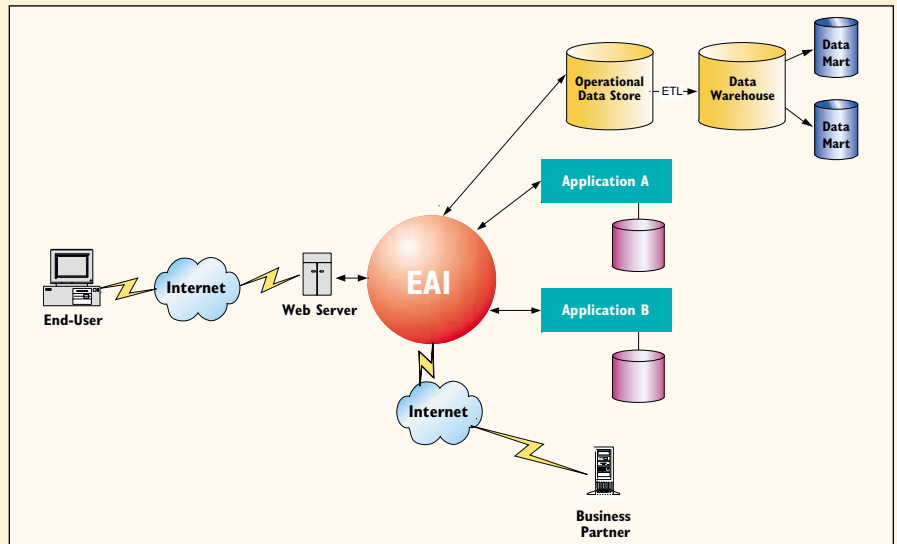 Operational
Data Store
ETL
Data
Warehouse
Data
Mart
Data
Mart
Application A
EAI
Internet
Web Server
End-User
Application B
Internet
Business
Partner